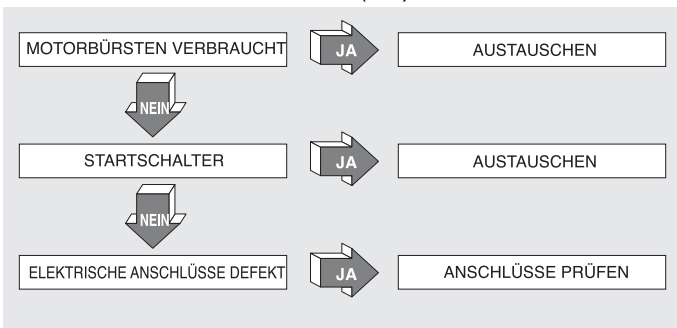 MOTORBÜRSTEN VERBRAUCHT JA AUSTAUSCHEN
NEIN
STARTSCHALTER JA AUSTAUSCHEN
NEIN
ELEKTRISCHE ANSCHLÜSSE DEFEKT JA ANSCHLÜSSE PRÜFEN